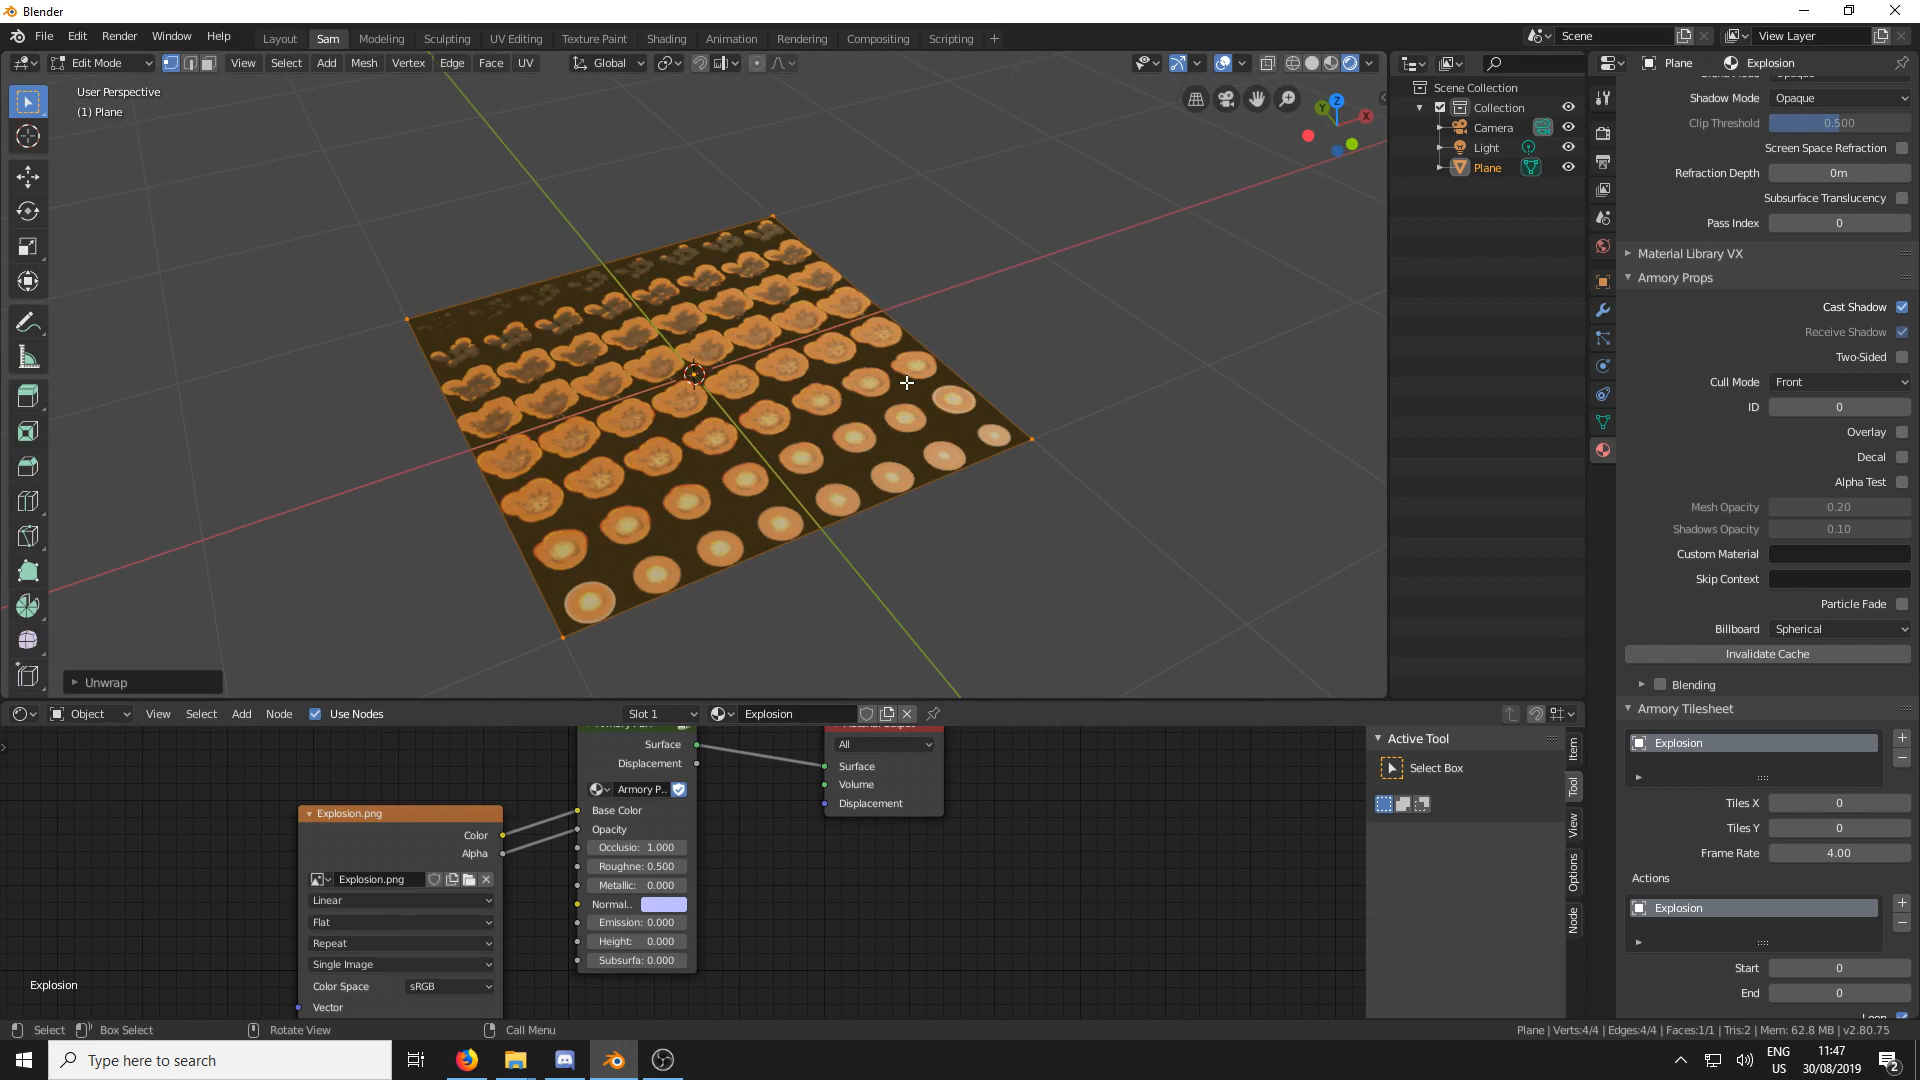 Blender
File Edit Render Window Help
Layout Sam Modeling Sculpting UV Editing Texture Paint Shading Animation Rendering Compositing Scripting
Scene
View Layer
Edit Mode View Select Add Mesh Vertex Edge Face UV
Global
User Perspective
(1) Plane
Z
Y
X
Unwrap
Scene Collection
Collection
Camera
Light
Plane
Plane Explosion
Shadow Mode Opaque
Clip Threshold 0.500
Screen Space Refraction
Refraction Depth 0m
Subsurface Translucency
Pass Index 0
Material Library VX
Armory Props
Cast Shadow
Receive Shadow
Two-Sided
Cull Mode Front
ID 0
Overlay
Decal
Alpha Test
Mesh Opacity 0.20
Shadows Opacity 0.10
Custom Material
Skip Context
Particle Fade
Billboard Spherical
Invalidate Cache
Blending
Armory Tilesheet
Explosion
Tiles X 0
Tiles Y 0
Frame Rate 4.00
Actions
Explosion
Start 0
End 0
Object View Select Add Node Use Nodes Slot 1 Explosion
Surface
Displacement
Armory P..
Base Color
Opacity
Occlusio: 1.000
Roughne: 0.500
Metallic: 0.000
Normal..
Emission: 0.000
Height: 0.000
Subsurfa: 0.000
All
Surface
Volume
Displacement
Explosion.png
Color
Alpha
Explosion.png
Linear
Flat
Repeat
Single Image
Color Space sRGB
Vector
Explosion
Active Tool
Select Box
Item
Tool
View
Options
Node
Select Box Select Rotate View Call Menu
Plane | Verts:4/4 | Edges:4/4 | Faces:1/1 | Tris:2 | Mem: 62.8 MB | v2.80.75
Type here to search
ENG
US
11:47
30/08/2019
2